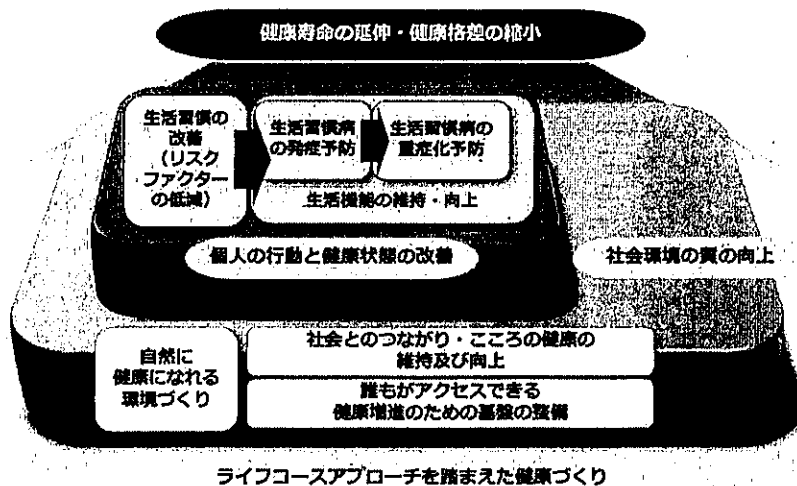 健康寿命の延伸・健康格差の縮小
生活習慣の
改善
（リスク
ファクター
の低減）
生活習慣病
の発症予防
生活習慣病の
重症化予防
生活機能の維持・向上
個人の行動と健康状態の改善
社会環境の質の向上
自然に
健康になれる
環境づくり
社会とのつながり・こころの健康の
維持及び向上
誰もがアクセスできる
健康増進のための基盤の整備
ライフコースアプローチを踏まえた健康づくり